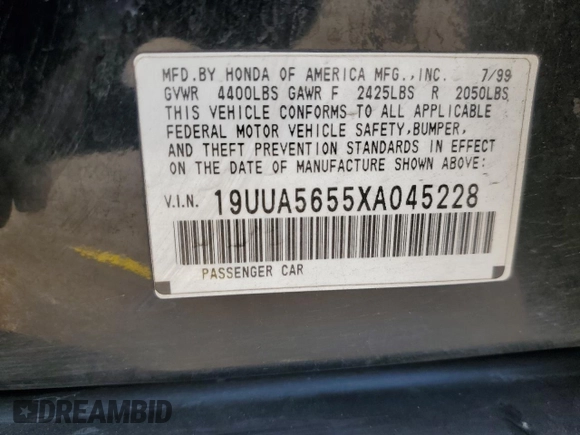 MFD.BY HONDA OF AMERICA MFG.,INC. 7/99
GVWR 4400LBS GAWR F 2425LBS R 2050LBS
THIS VEHICLE CONFORMS TO ALL APPLICABLE
FEDERAL MOTOR VEHICLE SAFETY,BUMPER,
AND THEFT PREVENTION STANDARDS IN EFFECT
ON THE DATE OF MANUFACTURE SHOWN ABOVE:
V.I.N. 19UUA5655XA045228
PASSENGER CAR
DREAMBID